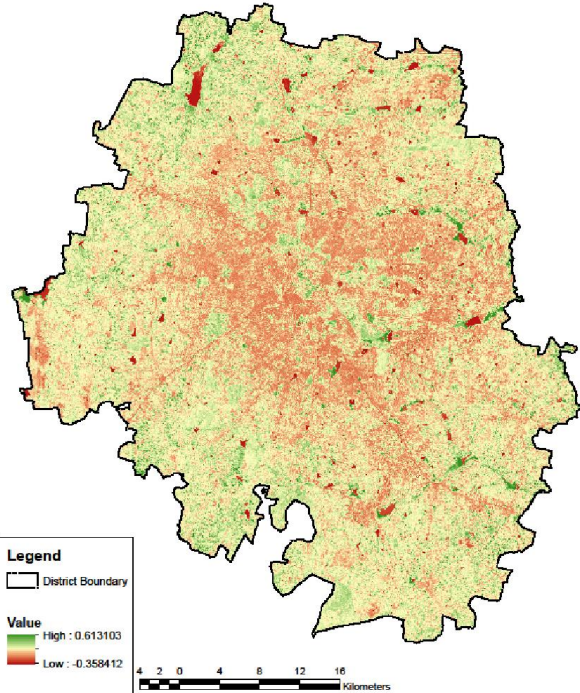 Legend
District Boundary
Value
High : 0.613103
Low : -0.358412
4 2 0 4 8 12 16
Kilometers